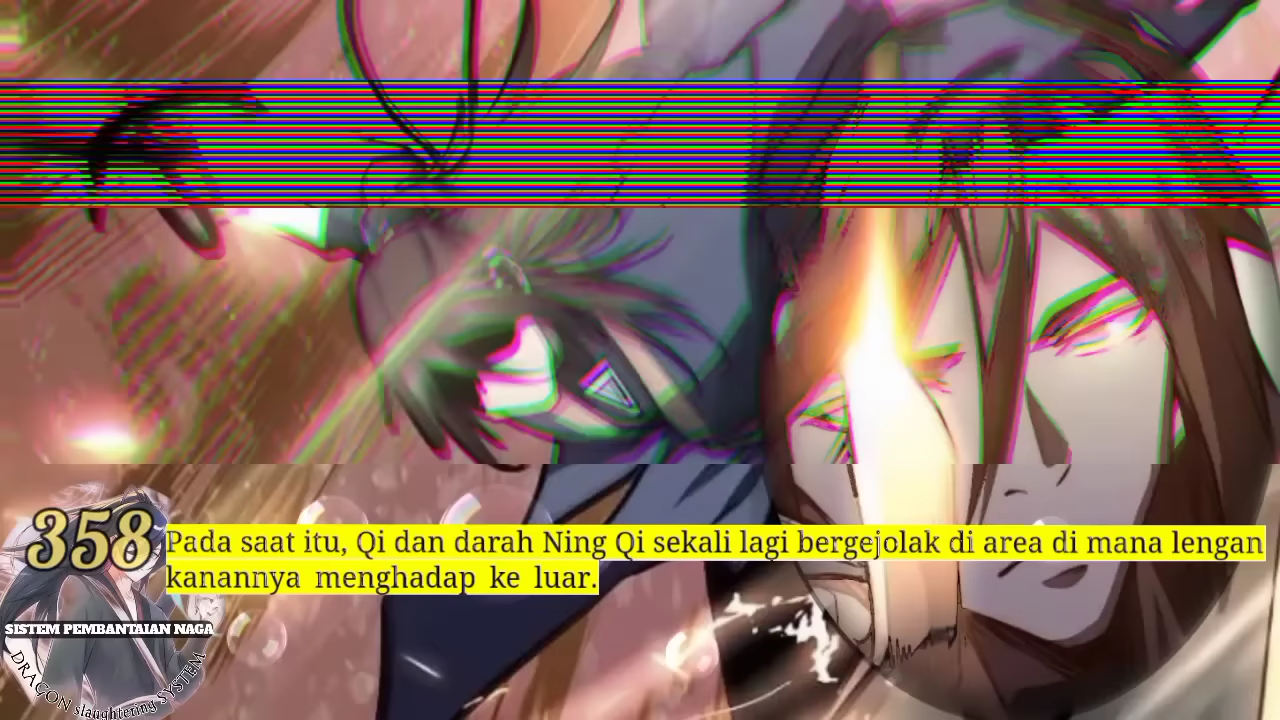 358
Pada saat itu, Qi dan darah Ning Qi sekali lagi bergejolak di area di mana lengan
kanannya menghadap ke luar.
SISTEM PEMBANTAIAN NAGA
DRAGON slaughtering SYSTEM